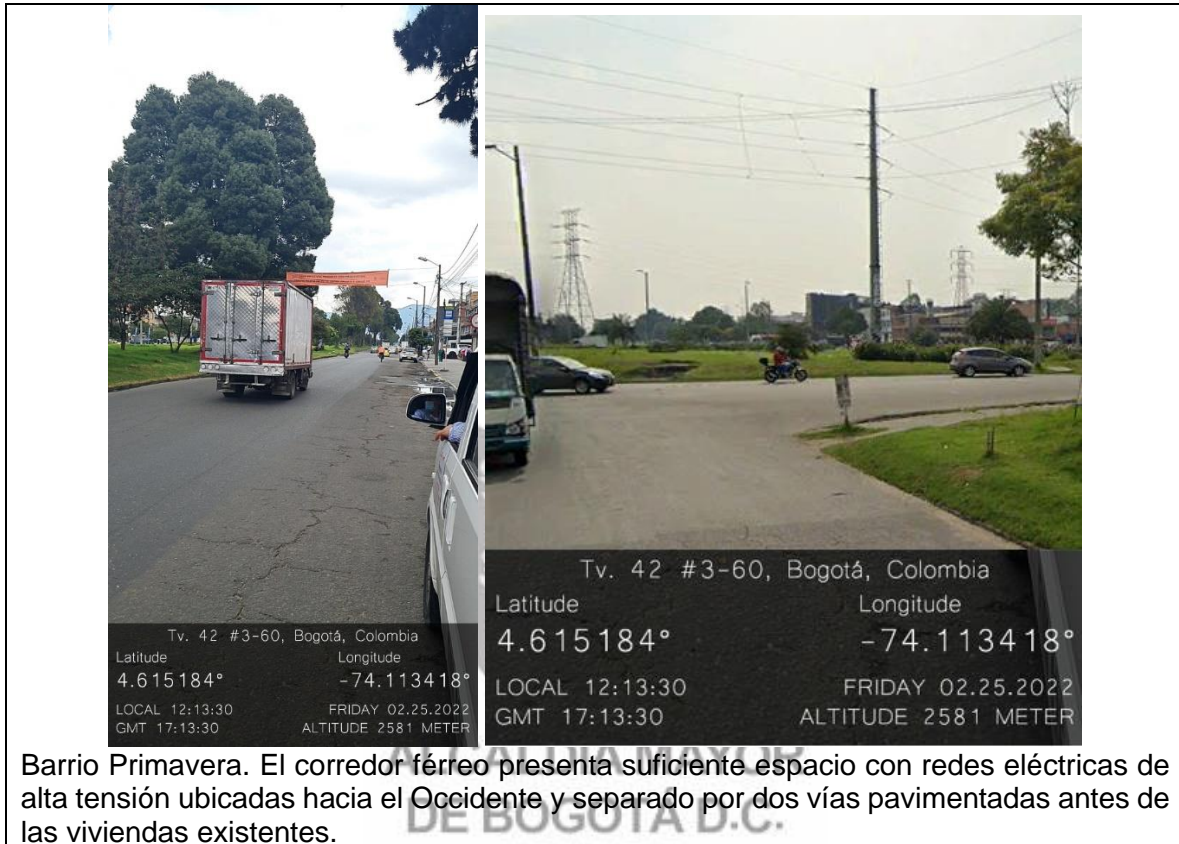 Tv. 42 #3-60, Bogotá, Colombia
Latitude Longitude
4.615184° -74.113418°
LOCAL 12:13:30 FRIDAY 02.25.2022
GMT 17:13:30 ALTITUDE 2581 METER
Tv. 42 #3-60, Bogotá, Colombia
Latitude Longitude
4.615184° -74.113418°
LOCAL 12:13:30 FRIDAY 02.25.2022
GMT 17:13:30 ALTITUDE 2581 METER
ALCALDÍA MAYOR
Barrio Primavera. El corredor férreo presenta suficiente espacio con redes eléctricas de
alta tensión ubicadas hacia el Occidente y separado por dos vías pavimentadas antes de
DE BOGOTÁ D.C.
las viviendas existentes.